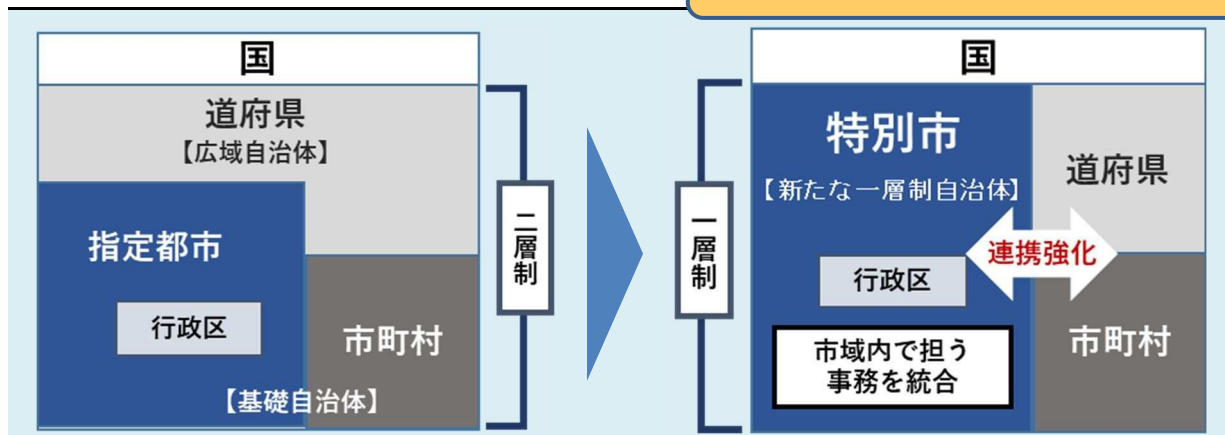 国
道府県
【広域自治体】
指定都市
行政区
市町村
【基礎自治体】
二層制
国
特別市
【新たな一層制自治体】
道府県
連携強化
行政区
市町村
市域内で担う
事務を統合
一層制